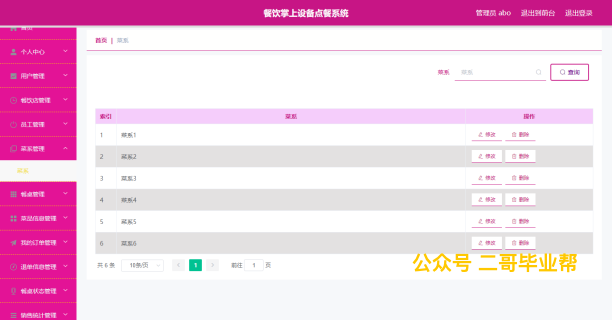 餐饮掌上设备点餐系统
管理员 abo 退出到前台 退出登录
首页
个人中心
用户管理
餐饮店管理
员工管理
菜系管理
菜系
餐桌管理
菜品信息管理
我的订单管理
退单信息管理
餐桌状态管理
销售统计管理
首页 | 菜系
菜系 菜系 查询
索引 菜系 操作
1 菜系1 修改 删除
2 菜系2 修改 删除
3 菜系3 修改 删除
4 菜系4 修改 删除
5 菜系5 修改 删除
6 菜系6 修改 删除
共 6 条 10条/页 1 前往 1 页
公众号 二哥毕业帮